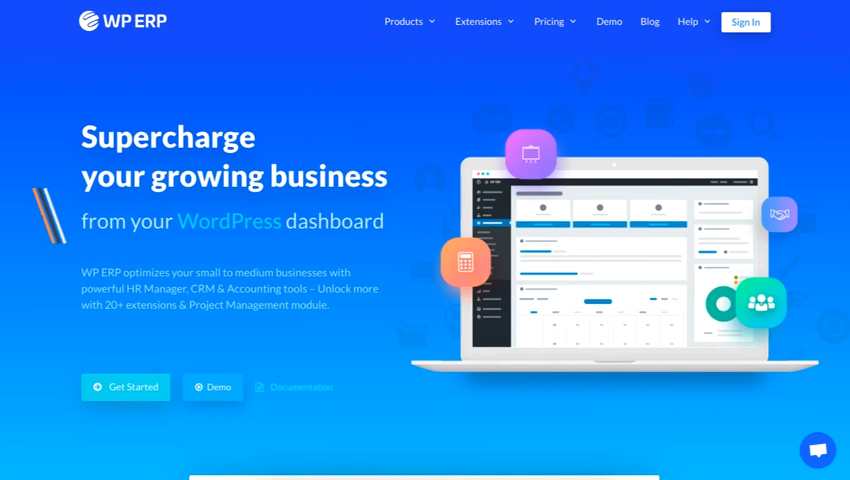 WP ERP
Products
Extensions
Pricing
Demo
Blog
Help
Sign In
Supercharge
your growing business
from your WordPress dashboard
WP ERP optimizes your small to medium businesses with
powerful HR Manager, CRM & Accounting tools – Unlock more
with 20+ extensions & Project Management module.
Get Started
Demo
Documentation
WP ERP